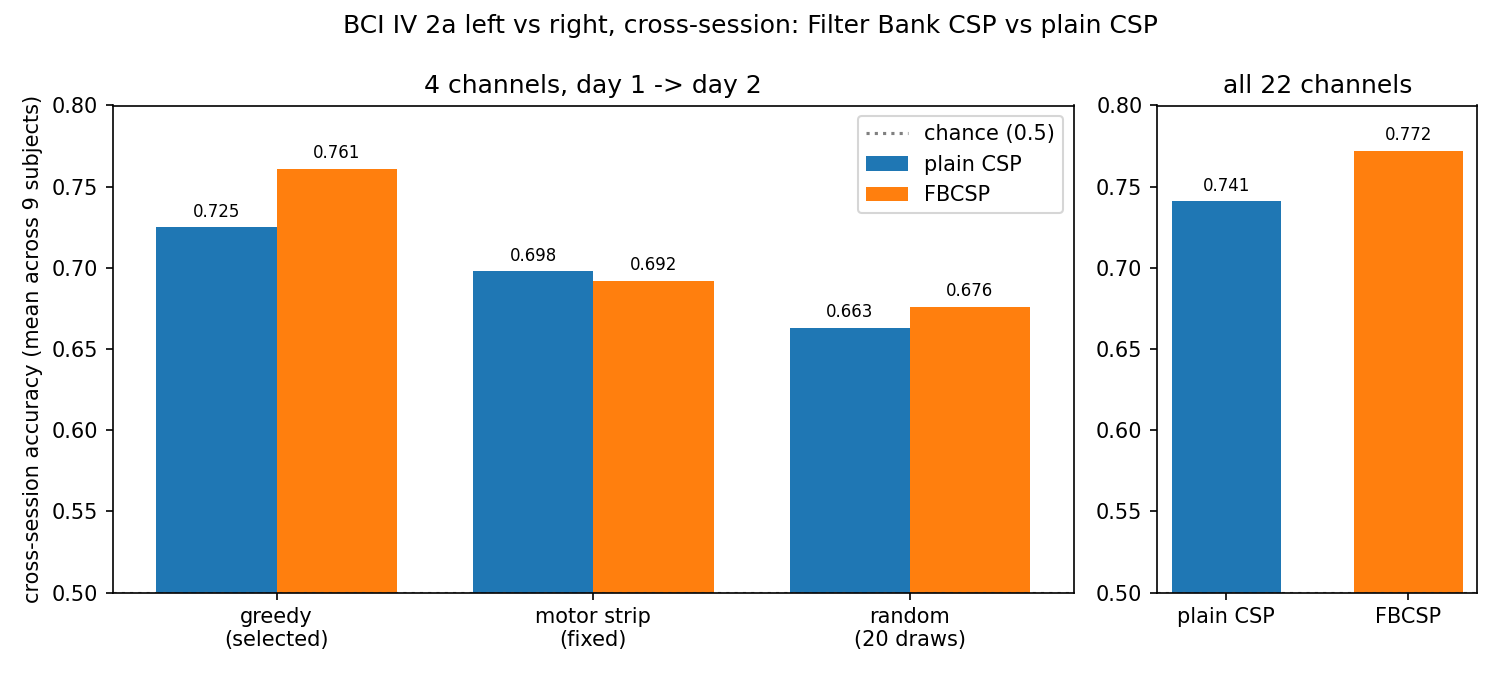 BCI IV 2a left vs right, cross-session: Filter Bank CSP vs plain CSP
4 channels, day 1 -> day 2
cross-session accuracy (mean across 9 subjects)
0.80
0.75
0.70
0.65
0.60
0.55
0.50
chance (0.5)
plain CSP
FBCSP
0.725
0.761
0.698
0.692
0.663
0.676
greedy
(selected)
motor strip
(fixed)
random
(20 draws)
all 22 channels
0.80
0.75
0.70
0.65
0.60
0.55
0.50
0.741
0.772
plain CSP
FBCSP